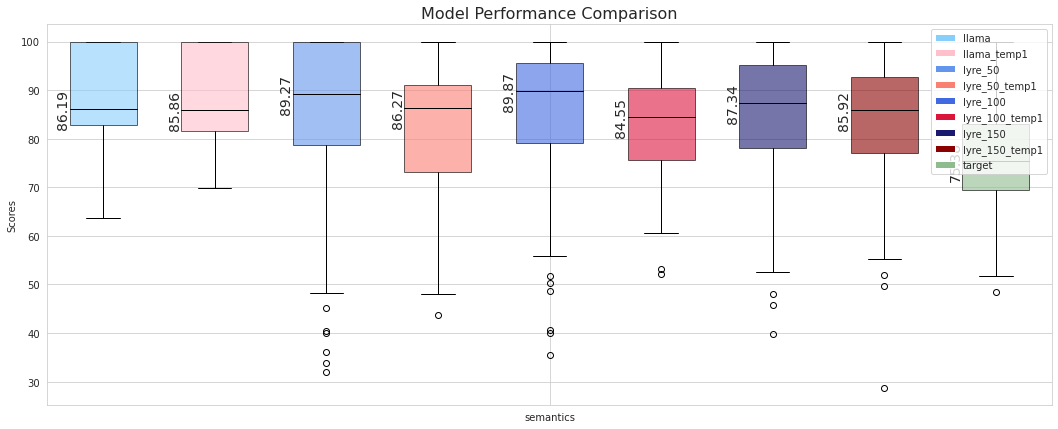 Model Performance Comparison
Scores
100
90
80
70
60
50
40
30
86.19
85.86
89.27
86.27
89.87
84.55
87.34
85.92
llama
llama_temp1
lyre_50
lyre_50_temp1
lyre_100
lyre_100_temp1
lyre_150
lyre_150_temp1
target
semantics